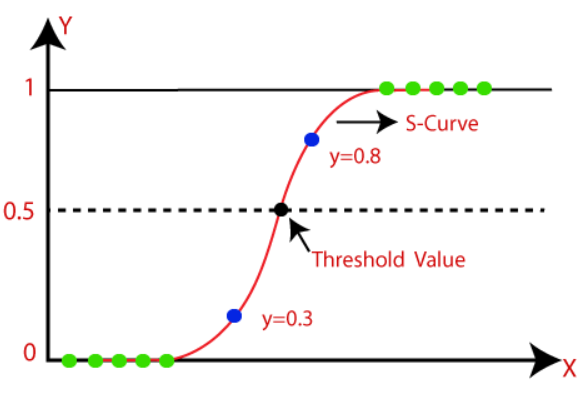 Y
1
S-Curve
y=0.8
0.5
Threshold Value
y=0.3
0
X